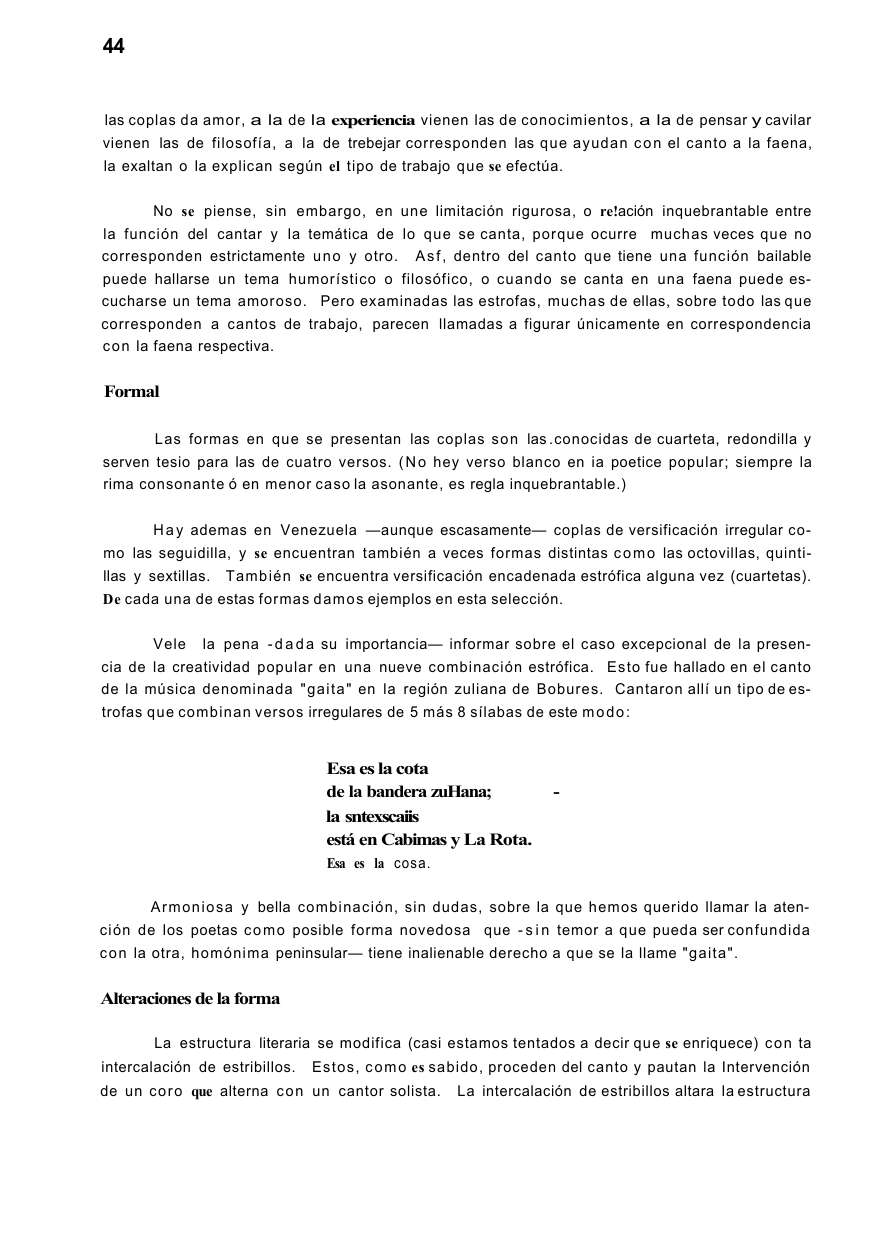 44
las coplas da amor, a la de la experiencia vienen las de conocimientos, a la de pensar y cavilar
vienen las de filosofía, a la de trebejar corresponden las que ayudan con el canto a la faena,
la exaltan o la explican según el tipo de trabajo que se efectúa.
No se piense, sin embargo, en une limitación rigurosa, o re!ación inquebrantable entre
la función del cantar y la temática de lo que se canta, porque ocurre muchas veces que no
corresponden estrictamente uno y otro. Asf, dentro del canto que tiene una función bailable
puede hallarse un tema humorístico o filosófico, o cuando se canta en una faena puede es-
cucharse un tema amoroso. Pero examinadas las estrofas, muchas de ellas, sobre todo las que
corresponden a cantos de trabajo, parecen llamadas a figurar únicamente en correspondencia
con la faena respectiva.
Formal
Las formas en que se presentan las coplas son las .conocidas de cuarteta, redondilla y
serven tesio para las de cuatro versos. (No hey verso blanco en ia poetice popular; siempre la
rima consonante ó en menor caso la asonante, es regla inquebrantable.)
Hay ademas en Venezuela —aunque escasamente— coplas de versificación irregular co-
mo las seguidilla, y se encuentran también a veces formas distintas como las octovillas, quinti-
llas y sextillas. También se encuentra versificación encadenada estrófica alguna vez (cuartetas).
De cada una de estas formas damos ejemplos en esta selección.
Vele la pena -dada su importancia— informar sobre el caso excepcional de la presen-
cia de la creatividad popular en una nueve combinación estrófica. Esto fue hallado en el canto
de la música denominada "gaita" en la región zuliana de Bobures. Cantaron allí un tipo de es-
trofas que combinan versos irregulares de 5 más 8 sílabas de este modo:
Esa es la cota
de la bandera zuHana; -
la sntexscaiis
está en Cabimas y La Rota.
Esa es la cosa.
Armoniosa y bella combinación, sin dudas, sobre la que hemos querido llamar la aten-
ción de los poetas como posible forma novedosa que -sin temor a que pueda ser confundida
con la otra, homónima peninsular— tiene inalienable derecho a que se la llame "gaita".
Alteraciones de la forma
La estructura literaria se modifica (casi estamos tentados a decir que se enriquece) con ta
intercalación de estribillos. Estos, como es sabido, proceden del canto y pautan la Intervención
de un coro que alterna con un cantor solista. La intercalación de estribillos altara la estructura